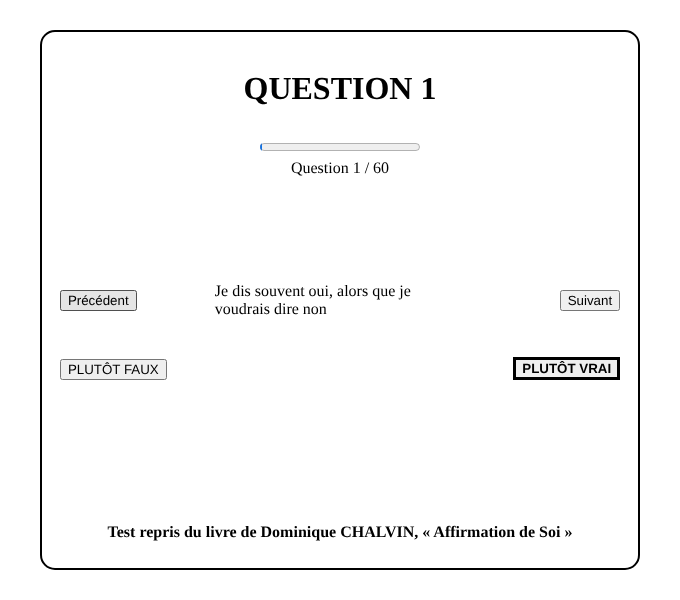 QUESTION 1
Question 1 / 60
Précédent
Je dis souvent oui, alors que je
voudrais dire non
Suivant
PLUTÔT FAUX
PLUTÔT VRAI
Test repris du livre de Dominique CHALVIN, « Affirmation de Soi »